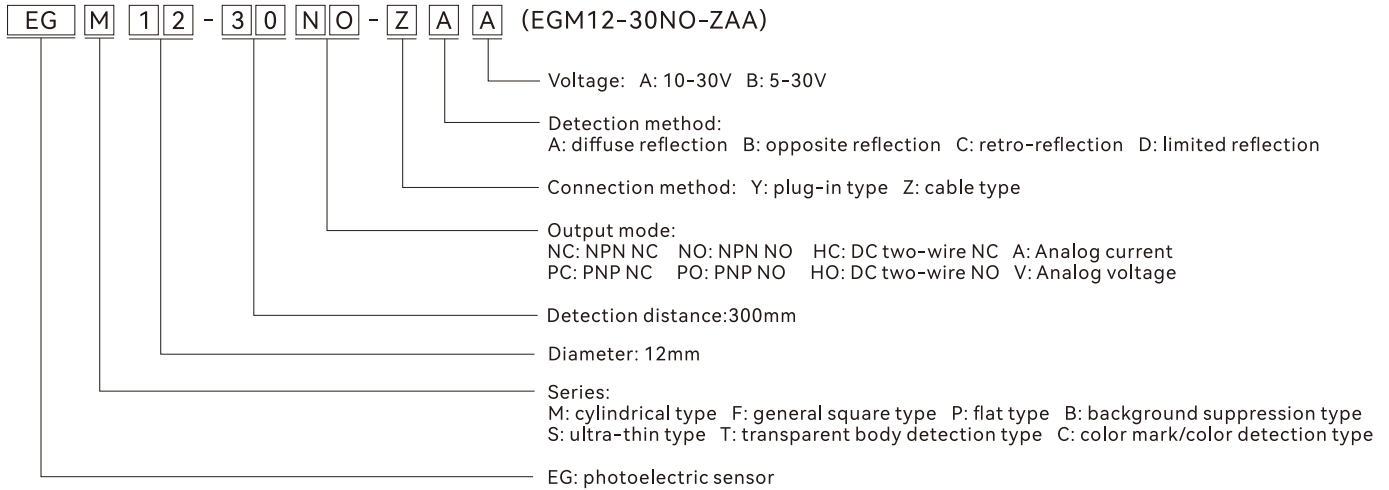 EG M 12 - 30 NO - Z A A (EGM12-30NO-ZAA)
Voltage: A: 10-30V B: 5-30V
Detection method:
A: diffuse reflection B: opposite reflection C: retro-reflection D: limited reflection
Connection method: Y: plug-in type Z: cable type
Output mode:
NC: NPN NC NO: NPN NO HC: DC two-wire NC A: Analog current
PC: PNP NC PO: PNP NO HO: DC two-wire NO V: Analog voltage
Detection distance:300mm
Diameter: 12mm
Series:
M: cylindrical type F: general square type P: flat type B: background suppression type
S: ultra-thin type T: transparent body detection type C: color mark/color detection type
EG: photoelectric sensor